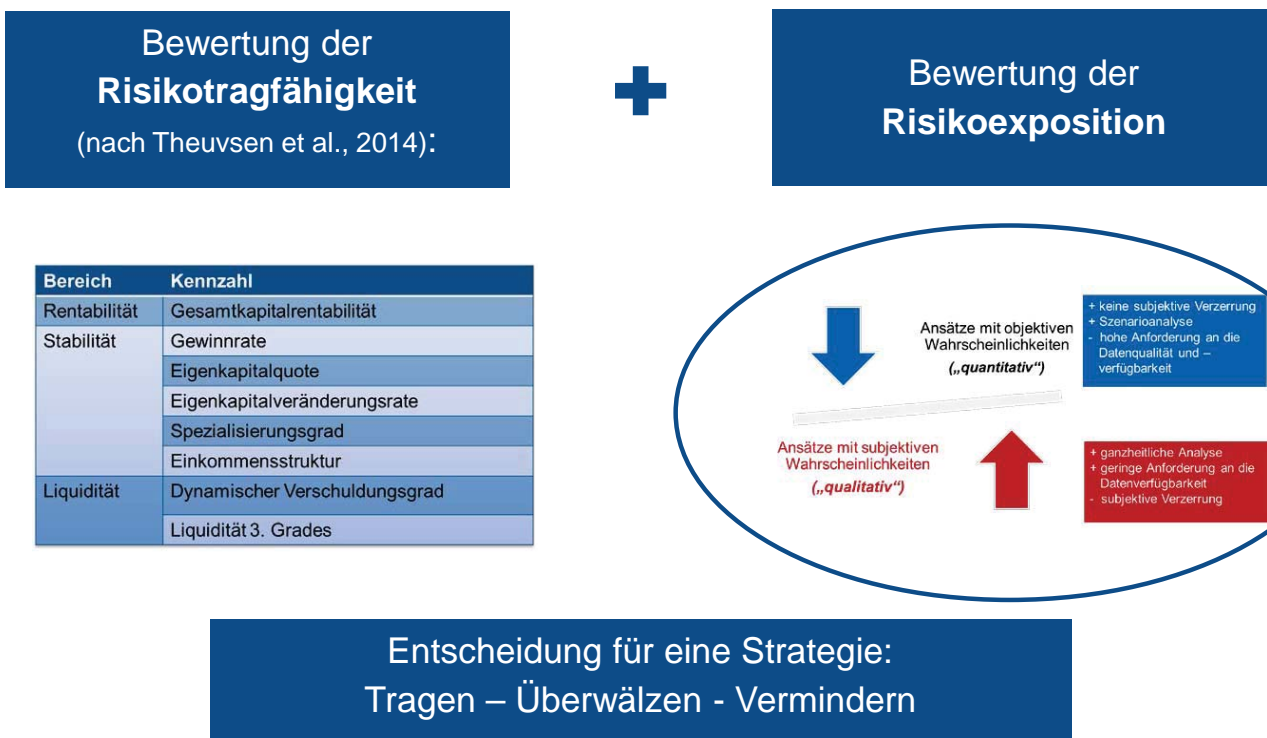 Bewertung der
Risikotragfähigkeit
(nach Theuvsen et al., 2014):
Bewertung der
Risikoexposition
Bereich Kennzahl
Rentabilität Gesamtkapitalrentabilität
Stabilität Gewinnrate
Eigenkapitalquote
Eigenkapitalveränderungsrate
Spezialisierungsgrad
Einkommensstruktur
Liquidität Dynamischer Verschuldungsgrad
Liquidität 3. Grades
Ansätze mit objektiven
Wahrscheinlichkeiten
(„quantitativ“)
+ keine subjektive Verzerrung
+ Szenarioanalyse
- hohe Anforderung an die
Datenqualität und –
verfügbarkeit
Ansätze mit subjektiven
Wahrscheinlichkeiten
(„qualitativ“)
+ ganzheitliche Analyse
+ geringe Anforderung an die
Datenverfügbarkeit
- subjektive Verzerrung
Entscheidung für eine Strategie:
Tragen – Überwälzen - Vermindern